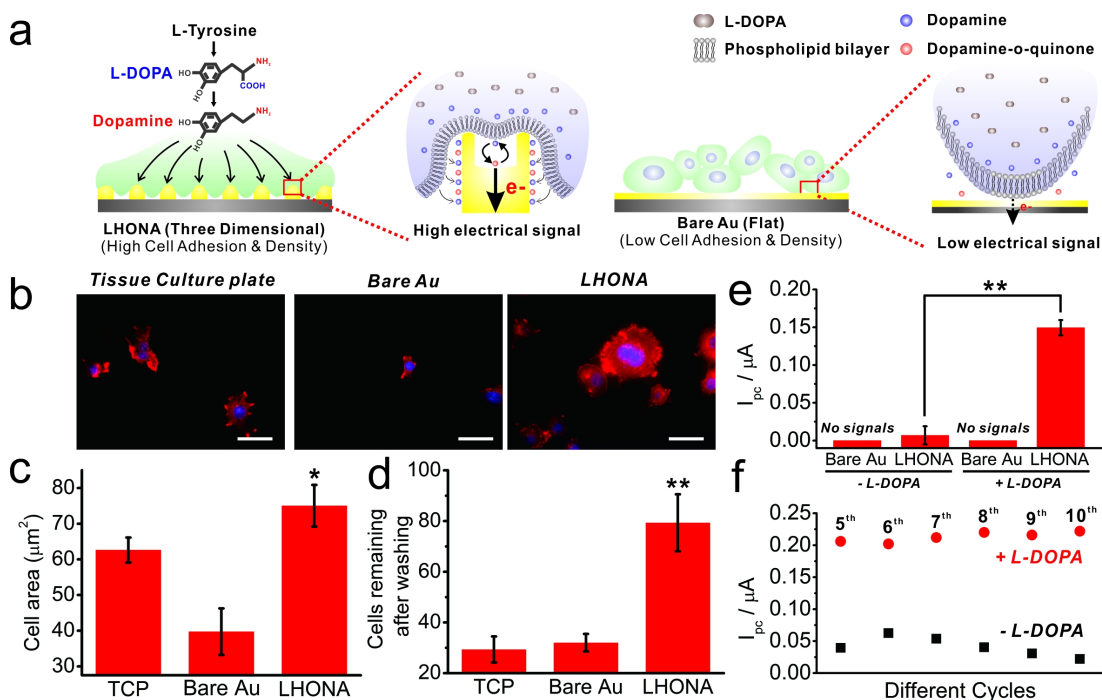 a
L-Tyrosine
L-DOPA
HO
HO
NH₂
COOH
Dopamine
HO
HO
NH₂
LHONA (Three Dimensional)
(High Cell Adhesion & Density)
e-
High electrical signal
L-DOPA
Dopamine
Phospholipid bilayer
Dopamine-o-quinone
Bare Au (Flat)
(Low Cell Adhesion & Density)
e-
Low electrical signal
b
Tissue Culture plate
Bare Au
LHONA
c
Cell area (μm²)
80
70
60
50
40
30
*
TCP
Bare Au
LHONA
d
Cells remaining
after washing
100
80
60
40
20
**
TCP
Bare Au
LHONA
e
I_pc / μA
0.20
0.15
0.10
0.05
0.00
**
No signals
No signals
Bare Au
LHONA
Bare Au
LHONA
- L-DOPA
+ L-DOPA
f
I_pc / μA
0.25
0.20
0.15
0.10
0.05
0.00
5th
6th
7th
8th
9th
10th
+ L-DOPA
- L-DOPA
Different Cycles